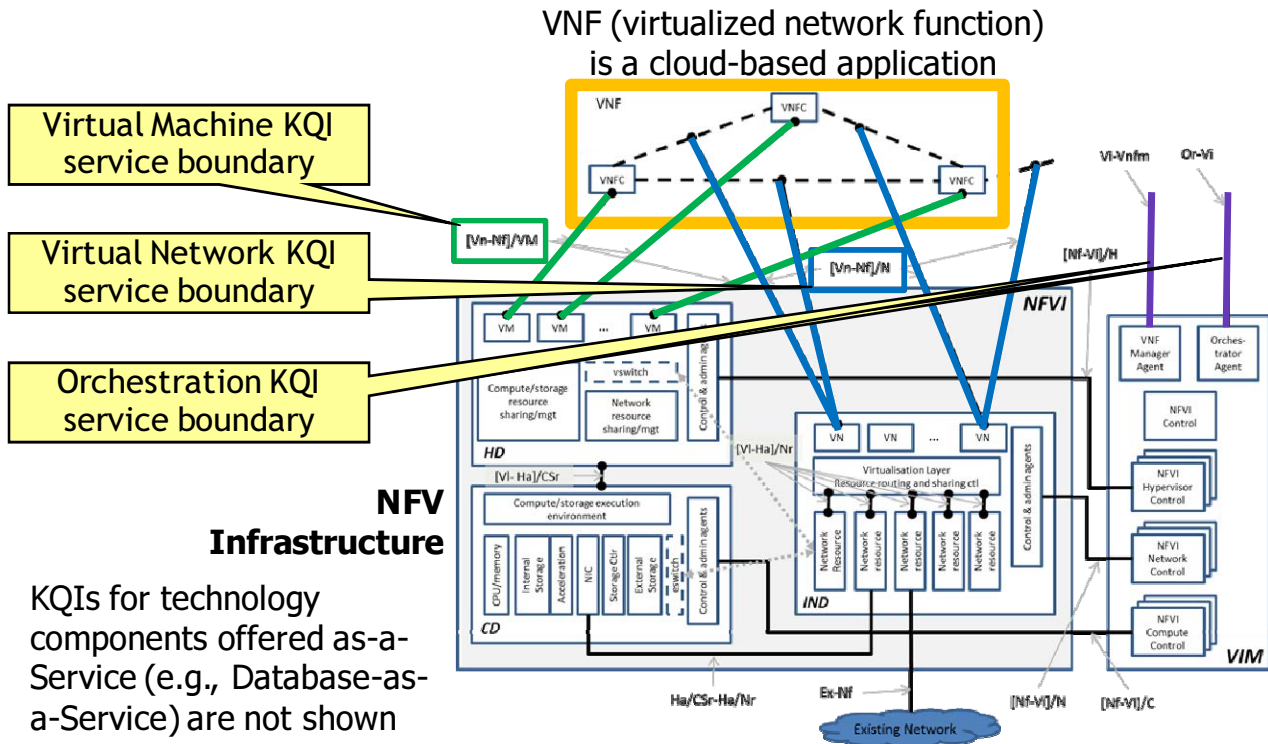 VNF (virtualized network function)
is a cloud-based application
VNF
VNFC
VNFC
VNFC
Virtual Machine KQI
service boundary
Virtual Network KQI
service boundary
Orchestration KQI
service boundary
[Vn-Nf]/VM
[Vn-Nf]/N
[Nf-Vi]/H
Vi-Vnfm
Or-Vi
NFVI
VM
VM
...
VM
Control & admin agents
vswitch
Compute/storage
resource
sharing/mgt
Network
resource
sharing/mgt
HD
[Vl-Ha]/Nr
[Vl- Ha]/CSr
VN
VN
...
VN
Virtualisation Layer
Resource routing and sharing ctl
Control & admin agents
Network
Resource
Network
resource
Network
resource
Network
resource
Network
resource
IND
Compute/storage execution
environment
CPU/memory
Internal
Storage
Acceleration
NIC
Storage Ctlr
External
Storage
eswitch
Control & admin agents
CD
VNF
Manager
Agent
Orches-
trator
Agent
NFVI
Control
NFVI
Hypervisor
Control
NFVI
Network
Control
NFVI
Compute
Control
VIM
NFV
Infrastructure
KQIs for technology
components offered as-a-
Service (e.g., Database-as-
a-Service) are not shown
Ha/CSr-Ha/Nr
Ex-Nf
[Nf-Vi]/N
[Nf-Vi]/C
Existing Network